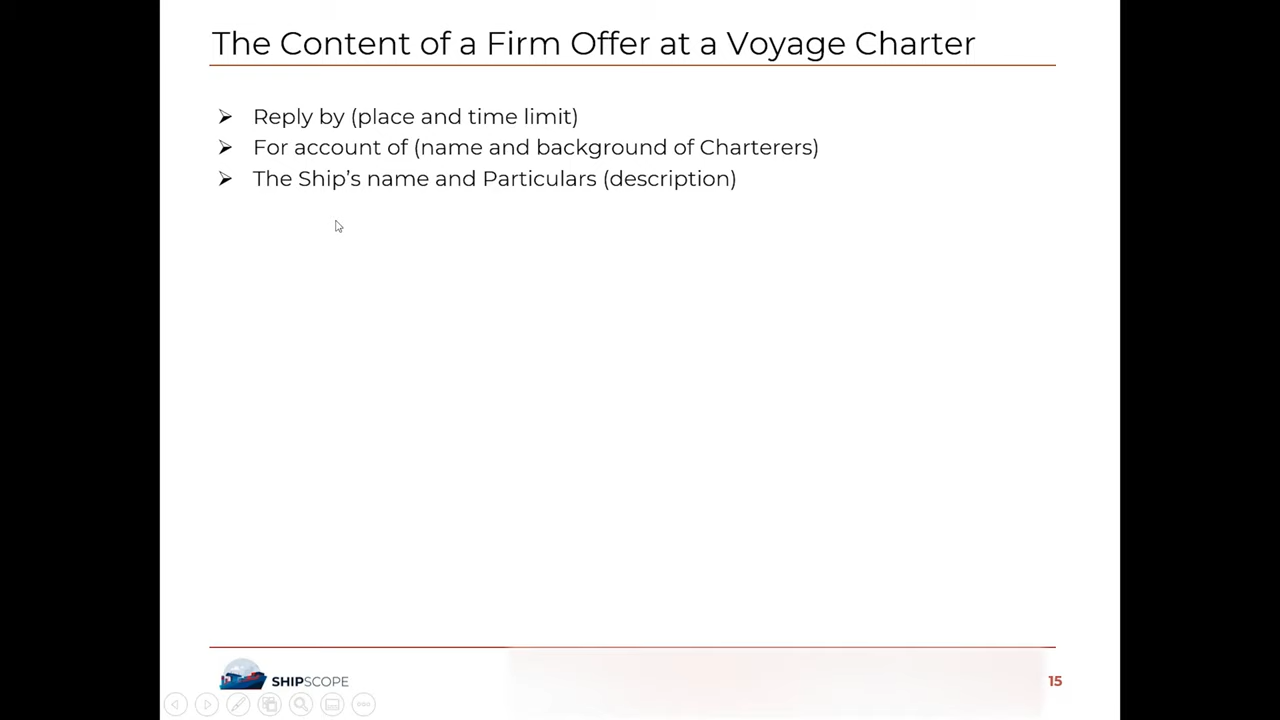 The Content of a Firm Offer at a Voyage Charter
Reply by (place and time limit)
For account of (name and background of Charterers)
The Ship’s name and Particulars (description)
SHIPSCOPE
15